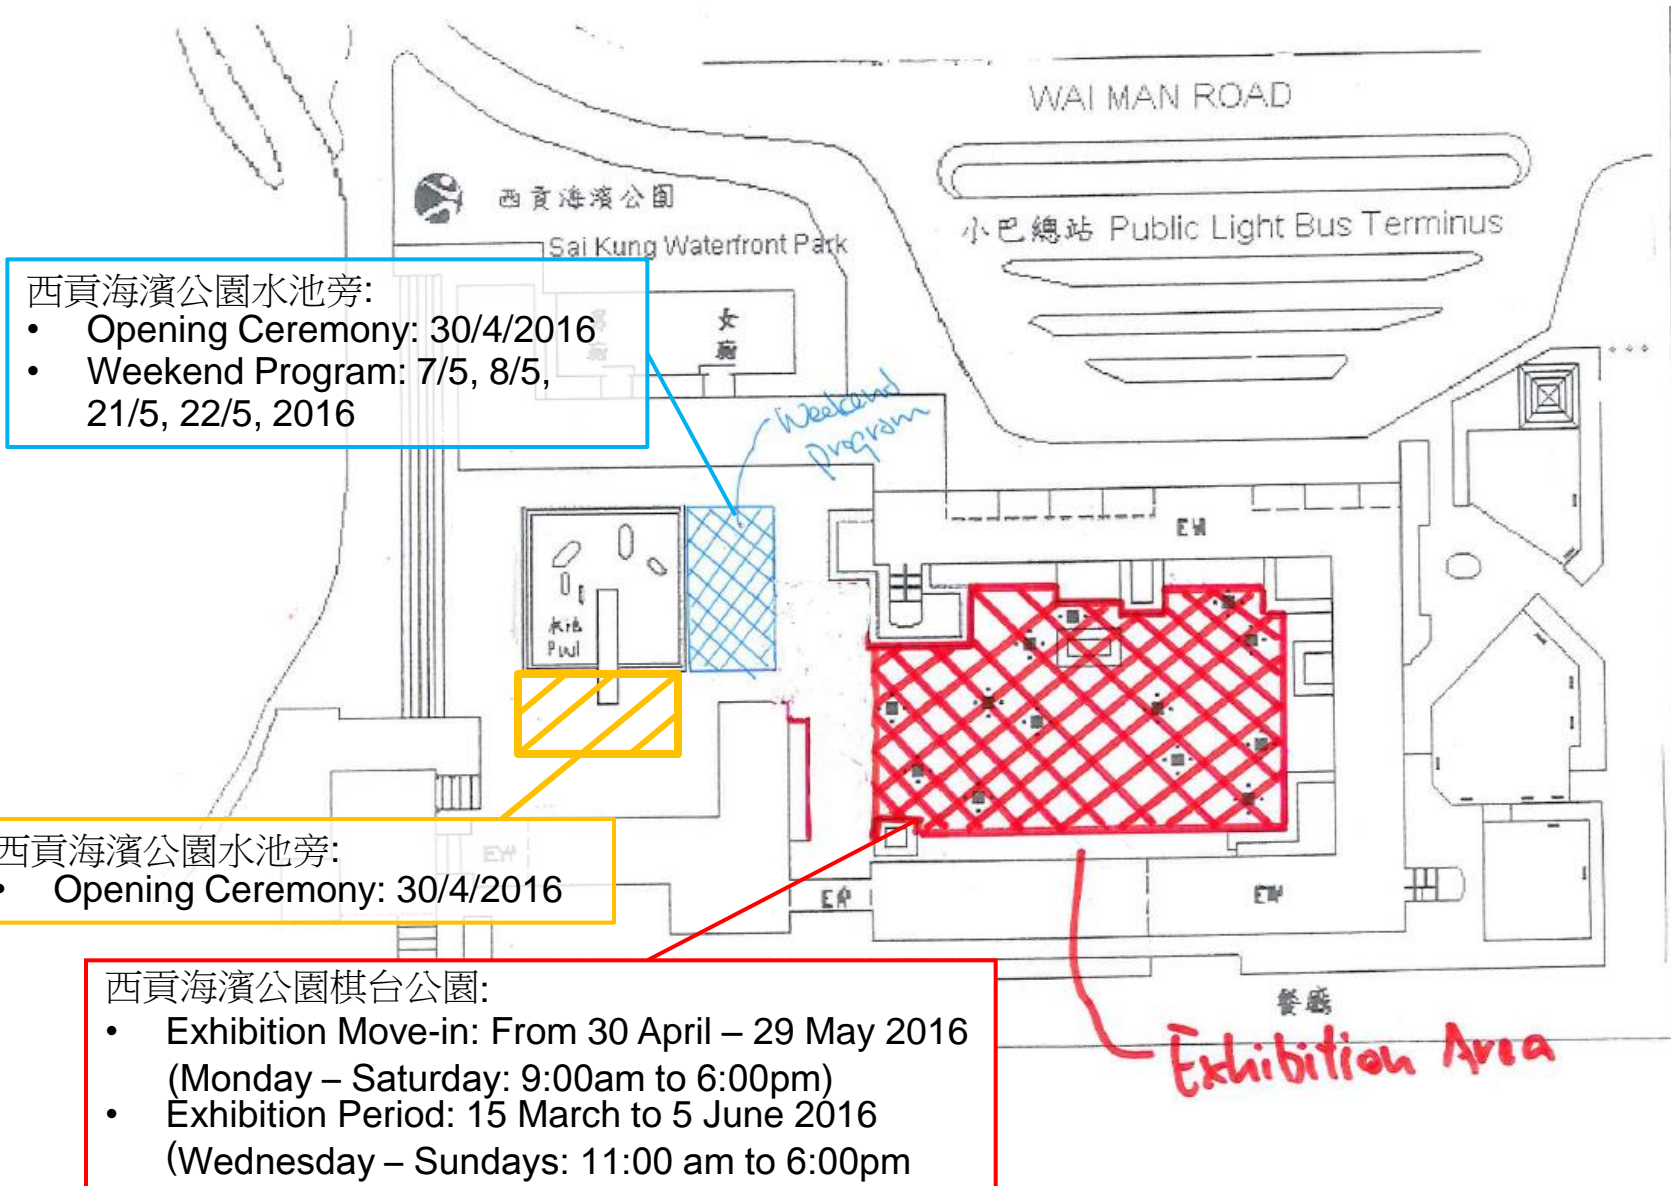 WAI MAN ROAD
西貢海濱公園
Sai Kung Waterfront Park
小巴總站 Public Light Bus Terminus
西貢海濱公園水池旁:
• Opening Ceremony: 30/4/2016
• Weekend Program: 7/5, 8/5,
21/5, 22/5, 2016
女廁
Weekend
program
EW
水池
Pool
西貢海濱公園水池旁:
• Opening Ceremony: 30/4/2016
EW
ER
EW
西貢海濱公園棋台公園:
• Exhibition Move-in: From 30 April – 29 May 2016
(Monday – Saturday: 9:00am to 6:00pm)
• Exhibition Period: 15 March to 5 June 2016
(Wednesday – Sundays: 11:00 am to 6:00pm
餐廳
Exhibition Area